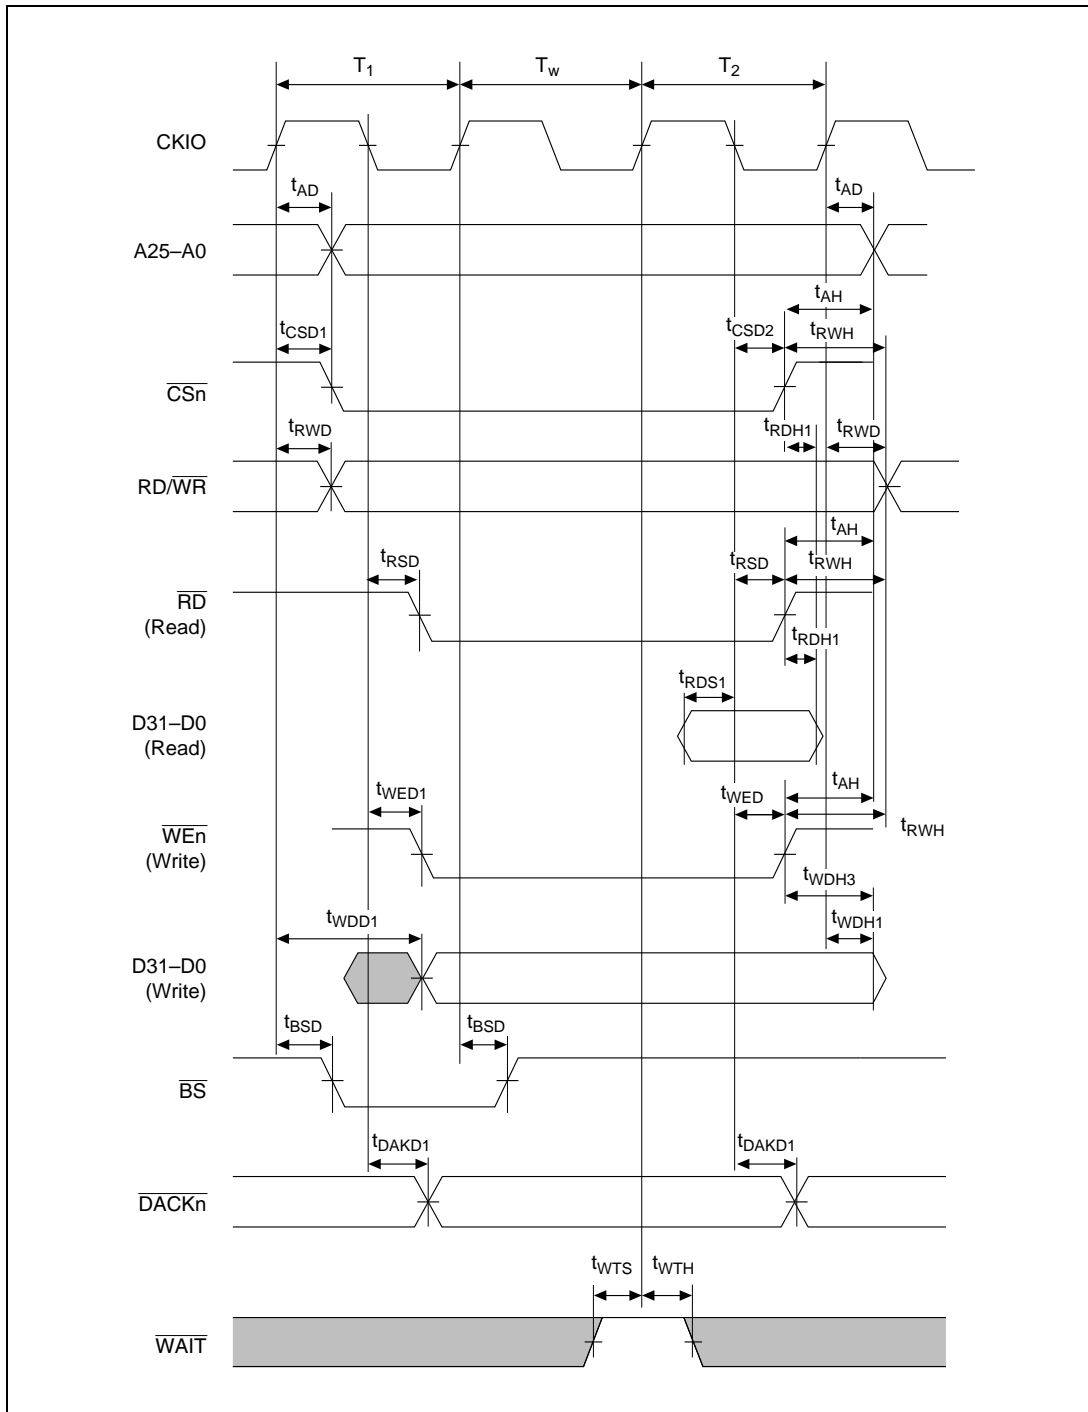 T1 Tw T2
CKIO
tAD tAD
A25–A0
tAH
tCSD1 tCSD2 tRWH
CSn
tRWD tRDH1 tRWD
RD/WR
tAH
tRSD tRSD tRWH
RD
(Read)
tRDH1
tRDS1
D31–D0
(Read)
tAH
tWED1 tWED
tRWH
WEn
(Write)
tWDH3
tWDD1 tWDH1
D31–D0
(Write)
tBSD tBSD
BS
tDAKD1 tDAKD1
DACKn
tWTS tWTH
WAIT